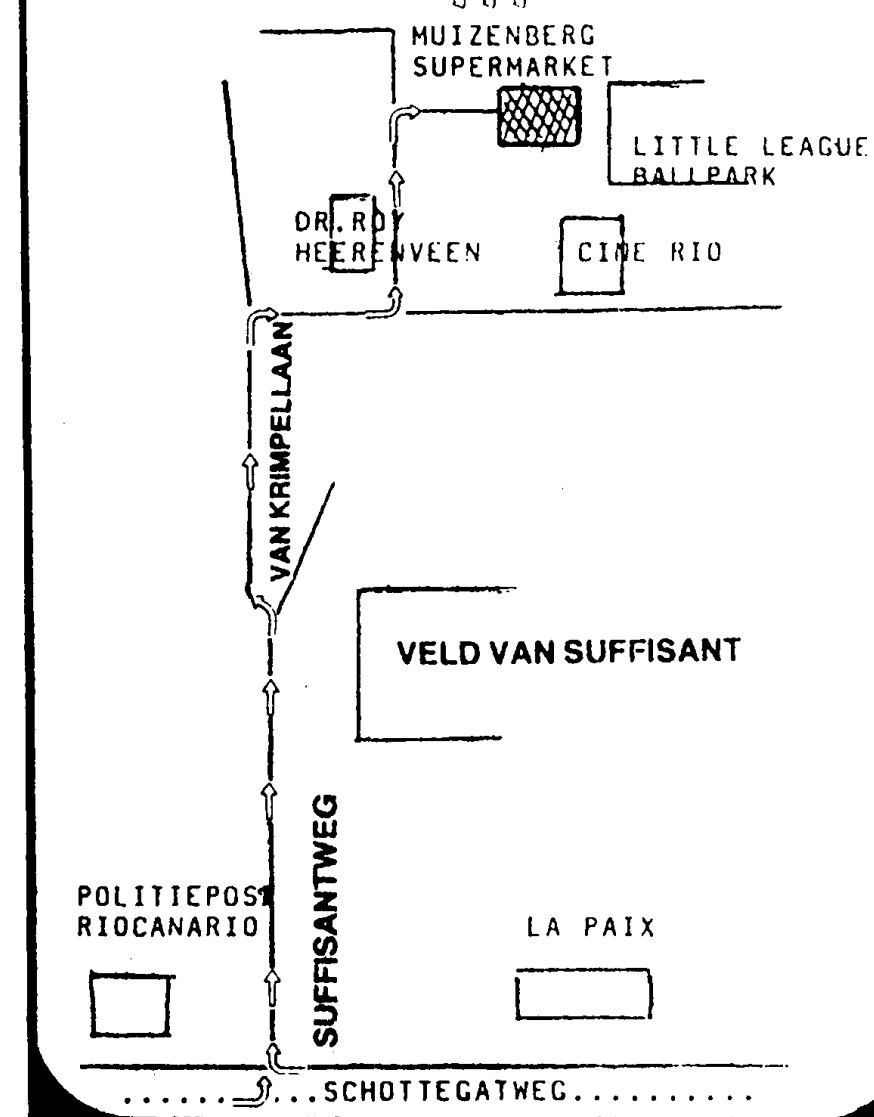 MUIZENBERG
SUPERMARKET
LITTLE LEAGUE
BALLPARK
DR.ROY
HEERENVEEN
CINE RIO
VAN KRIMPELLAAN
VELD VAN SUFFISANT
SUFFISANTWEG
POLITIEPOST
RIOCANARIO
LA PAIX
.........SCHOTTEGATWEG..........